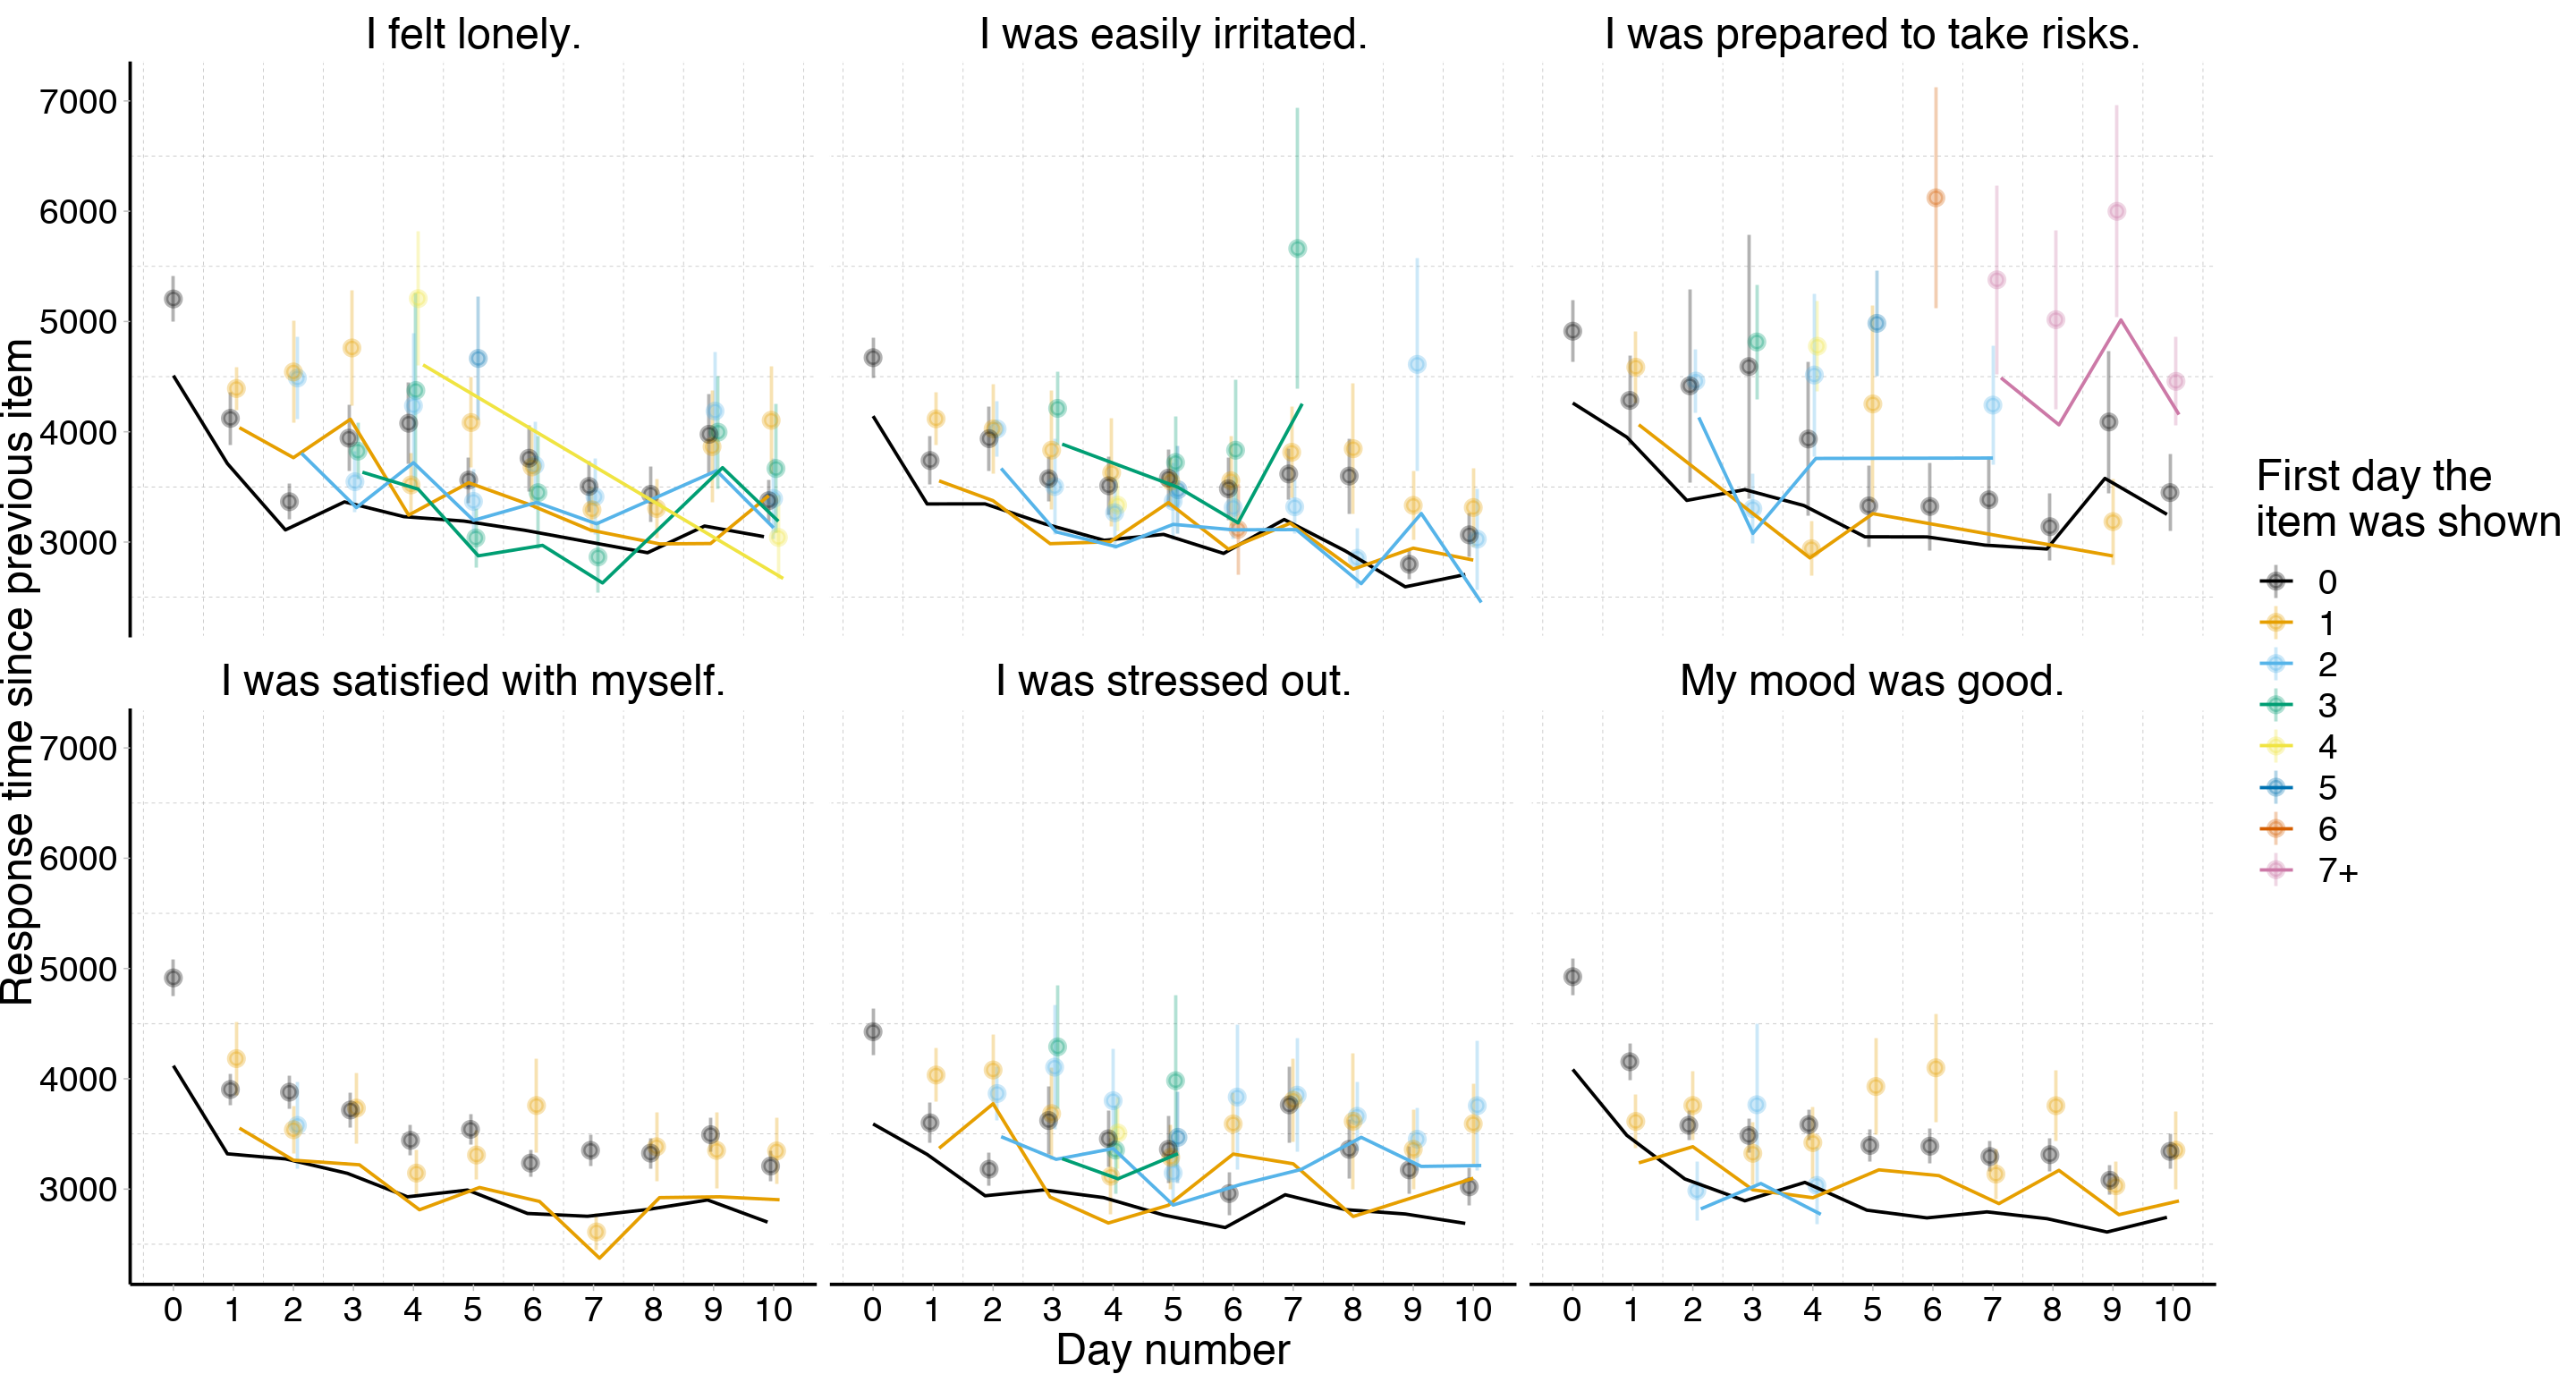 I felt lonely.
I was easily irritated.
I was prepared to take risks.
7000
6000
5000
4000
3000
I was satisfied with myself.
I was stressed out.
My mood was good.
7000
6000
5000
4000
3000
0 1 2 3 4 5 6 7 8 9 10
0 1 2 3 4 5 6 7 8 9 10
0 1 2 3 4 5 6 7 8 9 10
Day number
Response time since previous item
First day the
item was shown
0
1
2
3
4
5
6
7+